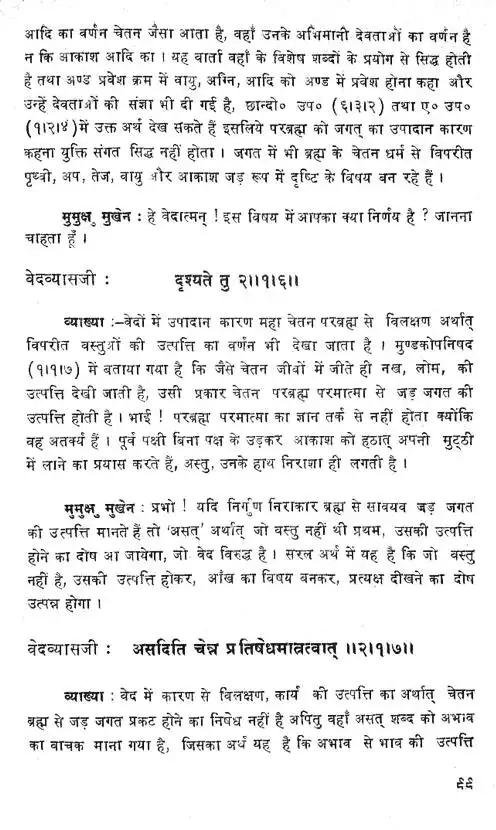 आदि का वर्णन चेतन जैसा आता है, वहाँ उनके अभिमानी देवताओं का वर्णन है
न कि आकाश आदि का । यह वार्ता वहाँ के विशेष शब्दों के प्रयोग से सिद्ध होती
है तथा अण्ड प्रवेश क्रम में वायु, अग्नि, आदि को अण्ड में प्रवेश होना कहा और
उन्हें देवताओं की संज्ञा भी दी गई है, छान्दो० उप० (६।३।२) तथा ए० उप०
(१।२।४) में उक्त अर्थ देख सकते हैं इसलिये परब्रह्म को जगत् का उपादान कारण
कहना युक्ति संगत सिद्ध नहीं होता । जगत में भी ब्रह्म के चेतन धर्म से विपरीत
पृथ्वी, अप, तेज, वायु और आकाश जड़ रूप में दृष्टि के विषय बन रहे हैं ।
मुमुक्षु मुखेन : हे वेदात्मन् ! इस विषय में आपका क्या निर्णय है ? जानना
चाहता हूँ ।
वेदव्यासजी : दृश्यते तु २।।१।६।।
व्याख्या :–वेदों में उपादान कारण महा चेतन परब्रह्म से विलक्षण अर्थात्
विपरीत वस्तुओं की उत्पत्ति का वर्णन भी देखा जाता है । मुण्डकोपनिषद
(१।१।७) में बताया गया है कि जैसे चेतन जीवों में जीते ही नख, लोम, की
उत्पत्ति देखी जाती है, उसी प्रकार चेतन परब्रह्म परमात्मा से जड़ जगत की
उत्पत्ति होती है । भाई ! परब्रह्म परमात्मा का ज्ञान तर्क से नहीं होता क्योंकि
वह अतर्क्य हैं । पूर्व पक्षी बिना पक्ष के उड़कर आकाश को हठात् अपनी मुट्ठी
में लाने का प्रयास करते हैं, अस्तु, उनके हाथ निराशा ही लगती है ।
मुमुक्षु मुखेन : प्रभो ! यदि निर्गुण निराकार ब्रह्म से सावयव जड़ जगत
की उत्पत्ति मानते हैं तो 'असत्' अर्थात् जो वस्तु नहीं थी प्रथम, उसकी उत्पत्ति
होने का दोष आ जायेगा, जो वेद विरुद्ध है । सरल अर्थ में यह है कि जो वस्तु
नहीं है, उसकी उत्पत्ति होकर, आँख का विषय बनकर, प्रत्यक्ष दीखने का दोष
उत्पन्न होगा ।
वेदव्यासजी : असदिति चेन्न प्रतिषेधमात्रत्वात् ।।२।१।७।।
व्याख्या : वेद में कारण से विलक्षण, कार्य की उत्पत्ति का अर्थात् चेतन
ब्रह्म से जड़ जगत प्रकट होने का निषेध नहीं है अपितु वहाँ असत् शब्द को अभाव
का वाचक माना गया है, जिसका अर्थ यह है कि अभाव से भाव की उत्पत्ति
६६